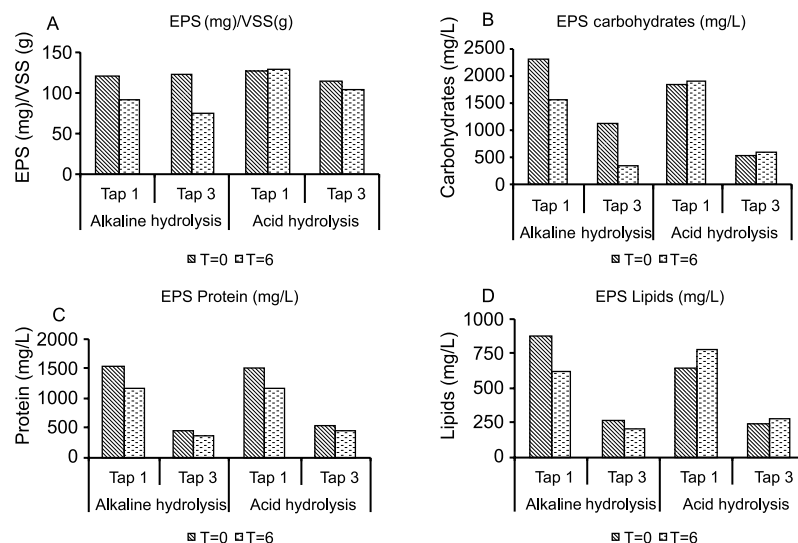 A
EPS (mg)/VSS(g)
EPS (mg)/VSS (g)
150
100
50
0
Tap 1 Tap 3 Tap 1 Tap 3
Alkaline hydrolysis Acid hydrolysis
T=0 T=6
B
EPS carbohydrates (mg/L)
Carbohydrates (mg/L)
2500
2000
1500
1000
500
0
Tap 1 Tap 3 Tap 1 Tap 3
Alkaline hydrolysis Acid hydrolysis
T=0 T=6
C
EPS Protein (mg/L)
Protein (mg/L)
2000
1500
1000
500
0
Tap 1 Tap 3 Tap 1 Tap 3
Alkaline hydrolysis Acid hydrolysis
T=0 T=6
D
EPS Lipids (mg/L)
Lipids (mg/L)
1000
750
500
250
0
Tap 1 Tap 3 Tap 1 Tap 3
Alkaline hydrolysis Acid hydrolysis
T=0 T=6